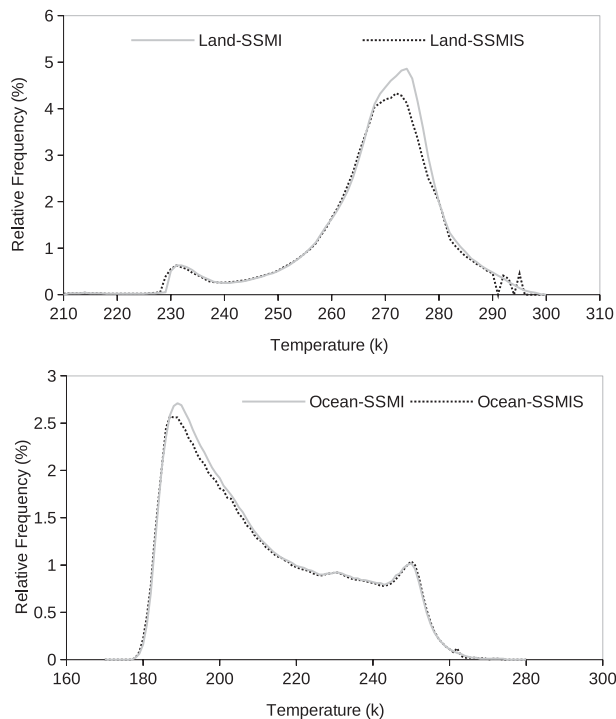 6
Land-SSMI
Land-SSMIS
5
4
3
2
1
0
Relative Frequency (%)
210 220 230 240 250 260 270 280 290 300 310
Temperature (k)
3
Ocean-SSMI
Ocean-SSMIS
2.5
2
1.5
1
0.5
0
Relative Frequency (%)
160 180 200 220 240 260 280 300
Temperature (k)